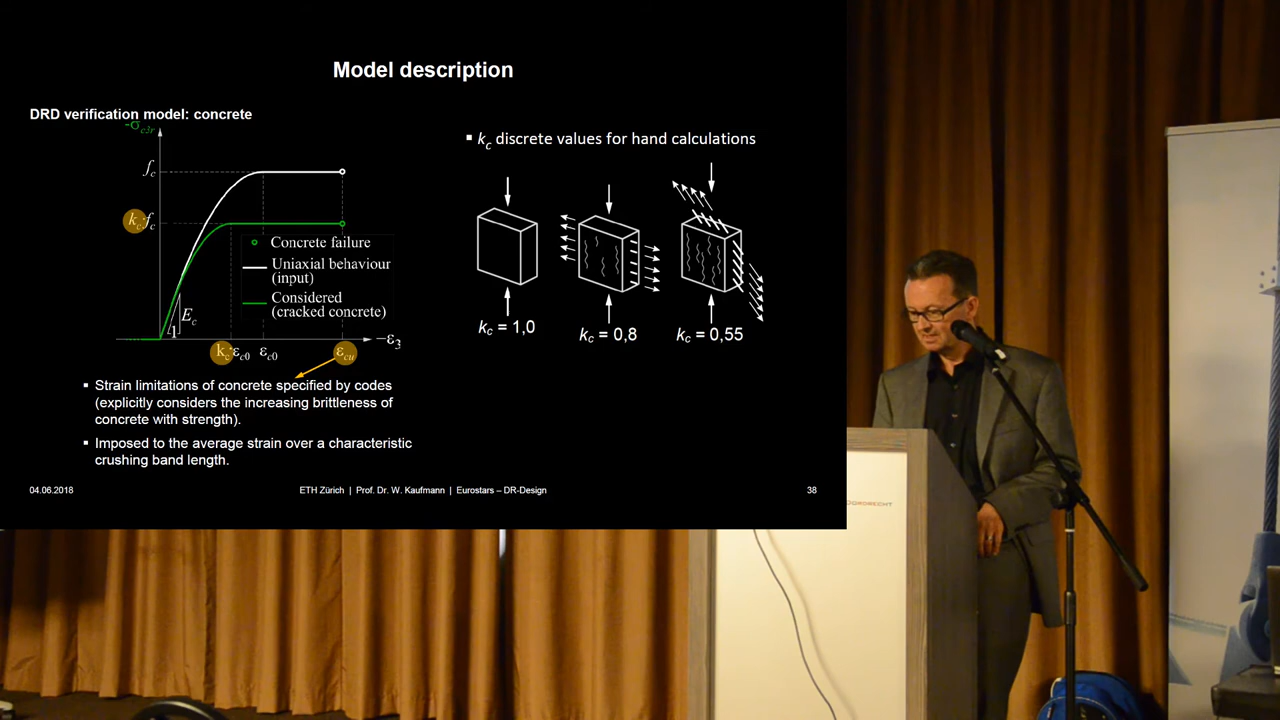 Model description
DRD verification model: concrete
-σc3r
fc
kc·fc
Concrete failure
Uniaxial behaviour
(input)
Considered
(cracked concrete)
Ec
1
kc·εc0
εc0
εcu
−ε3
▪ Strain limitations of concrete specified by codes
(explicitly considers the increasing brittleness of
concrete with strength).
▪ Imposed to the average strain over a characteristic
crushing band length.
▪ kc discrete values for hand calculations
kc = 1,0
kc = 0,8
kc = 0,55
04.06.2018
ETH Zürich | Prof. Dr. W. Kaufmann | Eurostars – DR-Design
38
DORDRECHT